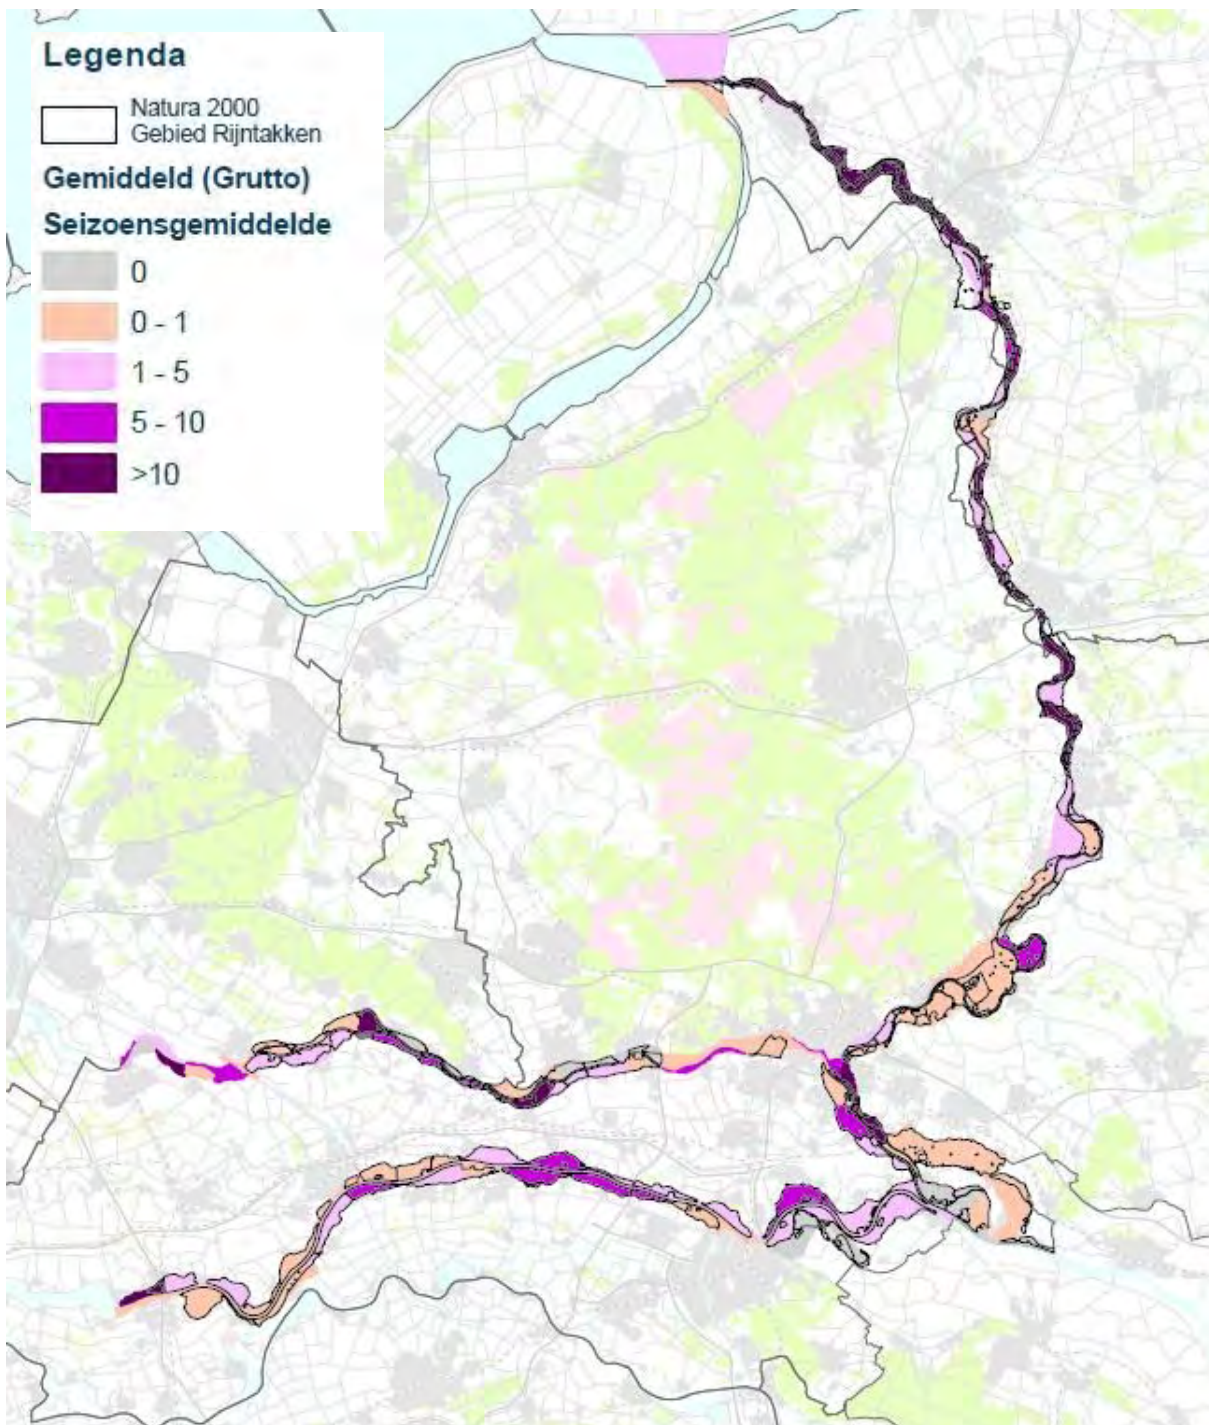 Legenda
Natura 2000
Gebied Rijntakken
Gemiddeld (Grutto)
Seizoensgemiddelde
0
0 - 1
1 - 5
5 - 10
>10